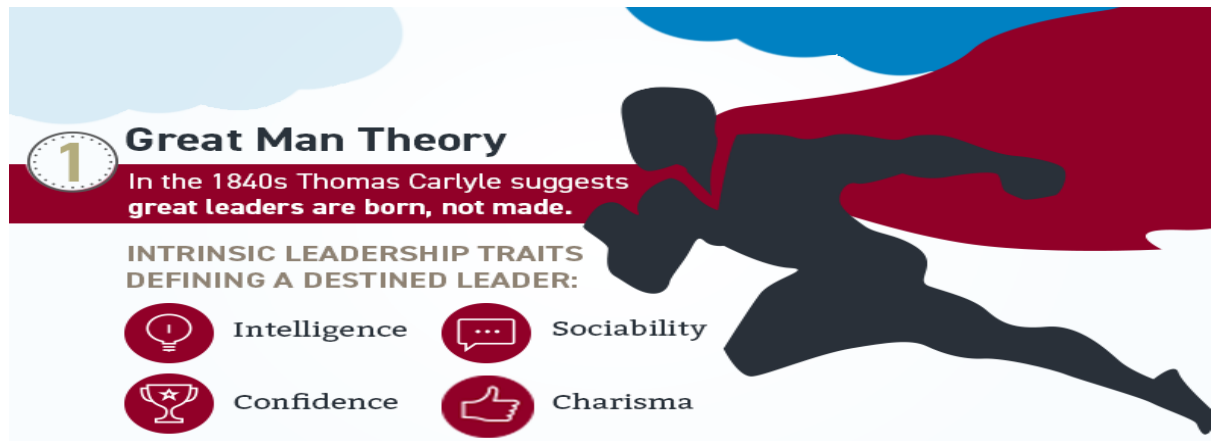 1
Great Man Theory
In the 1840s Thomas Carlyle suggests
great leaders are born, not made.
INTRINSIC LEADERSHIP TRAITS
DEFINING A DESTINED LEADER:
Intelligence
Sociability
Confidence
Charisma